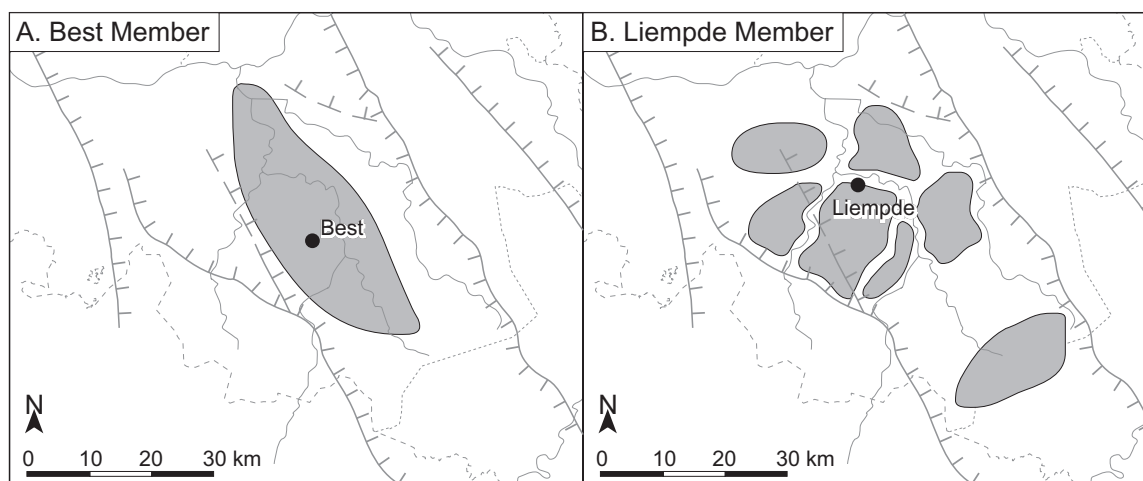 A. Best Member
Best
N
0 10 20 30 km
B. Liempde Member
Liempde
N
0 10 20 30 km